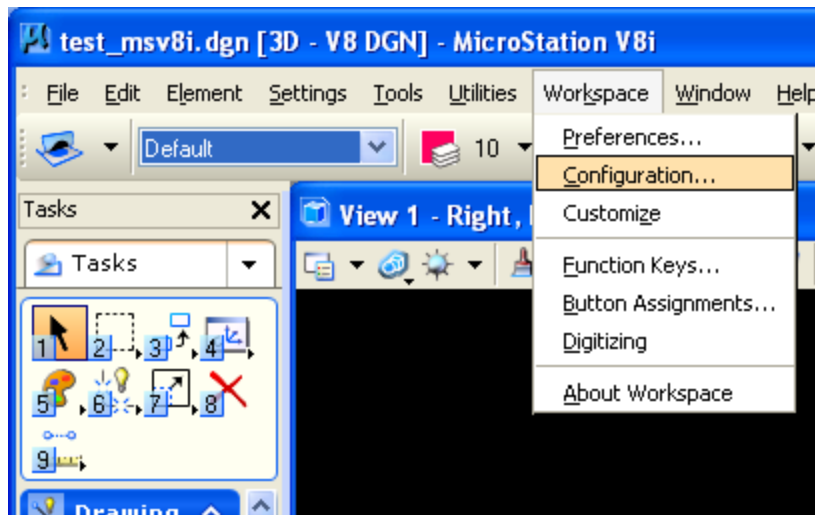 test_msv8i.dgn [3D - V8 DGN] - MicroStation V8i
File Edit Element Settings Tools Utilities Workspace Window Help
Default 10
Preferences...
Configuration...
Customize
Function Keys...
Button Assignments...
Digitizing
About Workspace
Tasks
View 1 - Right,
Tasks
1 2 3 4
5 6 7 8
9
Drawing